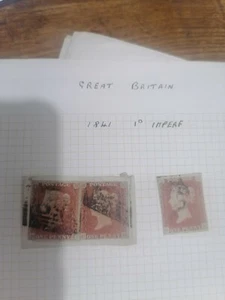 GREAT BRITAIN
1841 1D IMPERF